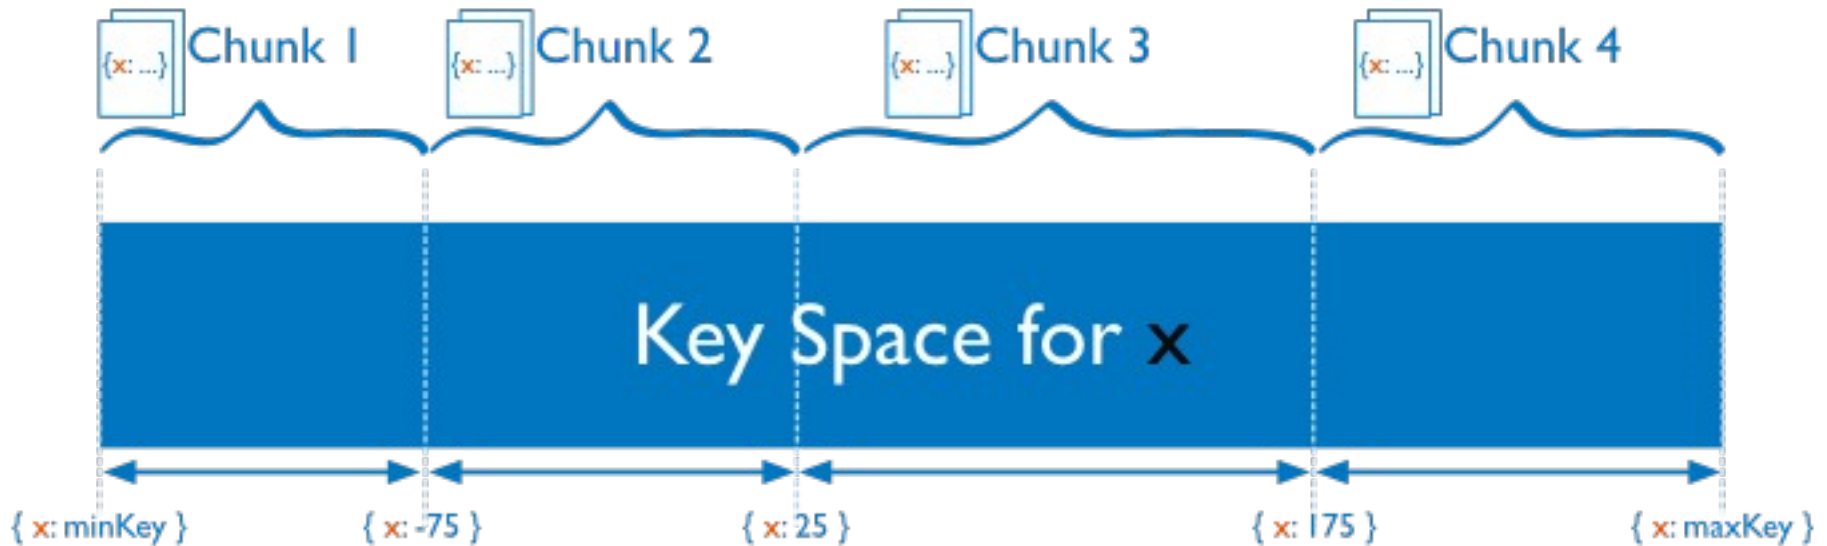 {x: ...} Chunk 1 {x: ...} Chunk 2 {x: ...} Chunk 3 {x: ...} Chunk 4
Key Space for x
{ x: minKey } { x: -75 } { x: 25 } { x: 175 } { x: maxKey }